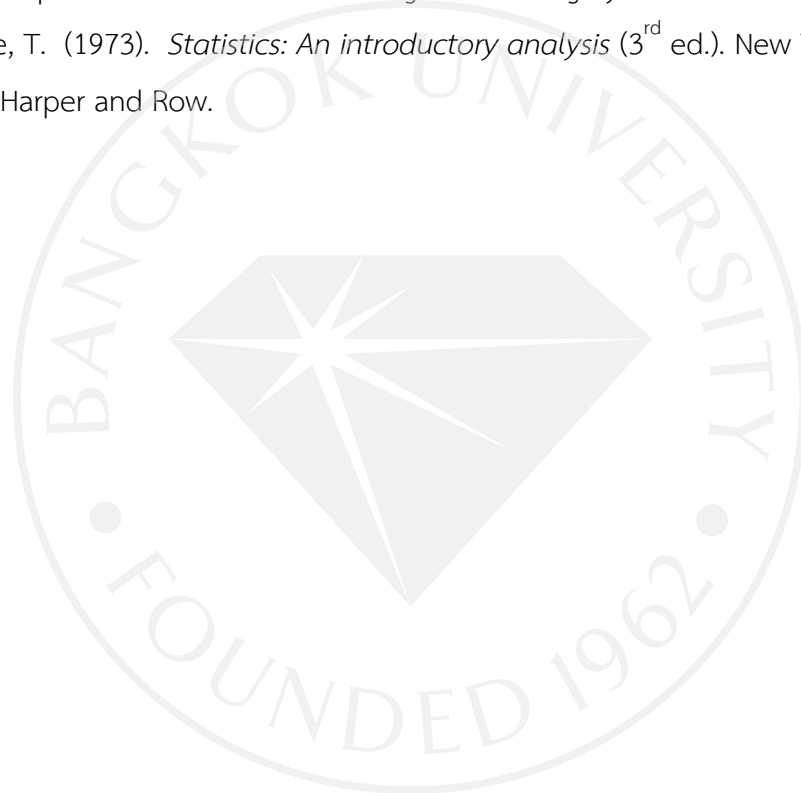 e, T. (1973). Statistics: An introductory analysis (3rd ed.). New
Harper and Row.
BANGKOK UNIVERSITY
FOUNDED 1962